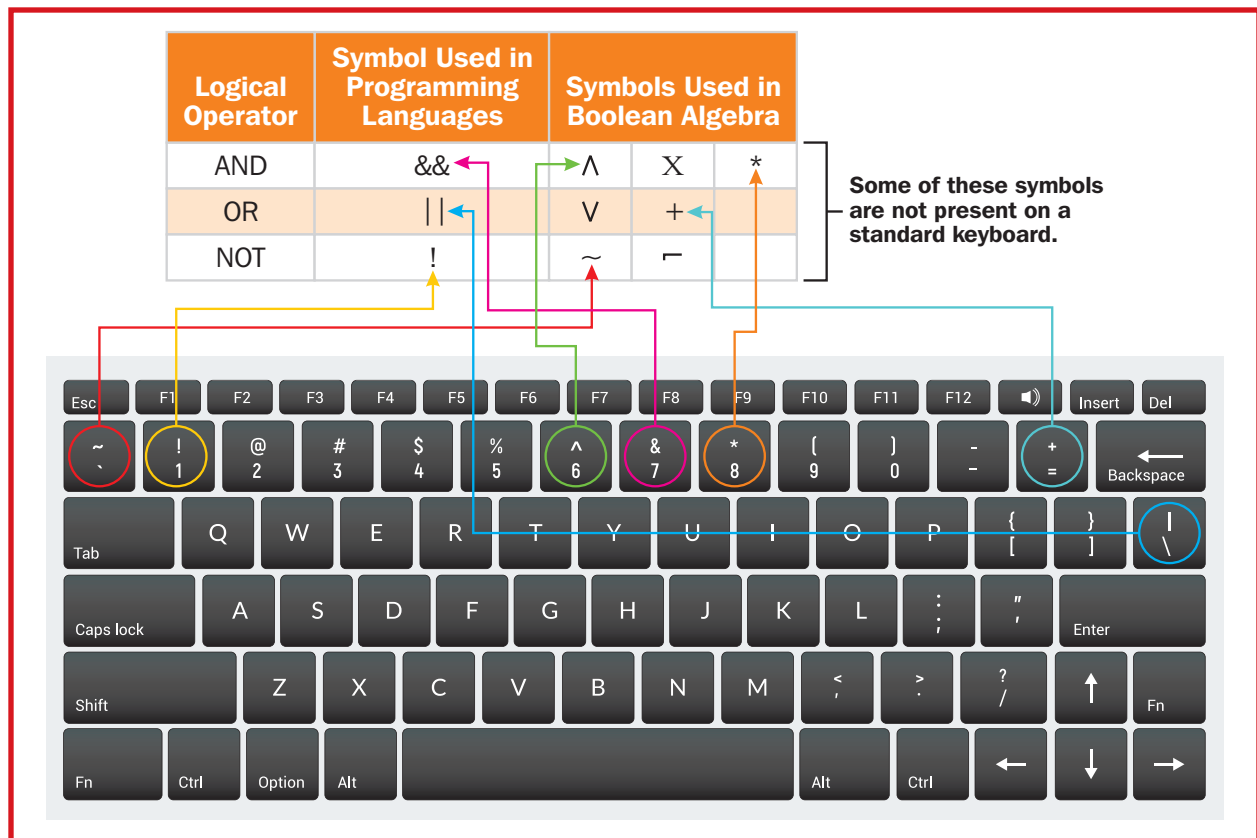 Logical Operator
Symbol Used in Programming Languages
Symbols Used in Boolean Algebra
AND && ∧ X *
OR || ∨ +
NOT ! ~ ⌐
Some of these symbols
are not present on a
standard keyboard.
Esc F1 F2 F3 F4 F5 F6 F7 F8 F9 F10 F11 F12 Insert Del
~ ! @ # $ % ^ & * ( ) - +
` 1 2 3 4 5 6 7 8 9 0 – = Backspace
Tab Q W E R T Y U I O P { [ } ] | \
Caps lock A S D F G H J K L : ; " ' Enter
Shift Z X C V B N M < , > . ? / ↑ Fn
Fn Ctrl Option Alt Alt Ctrl ← ↓ →